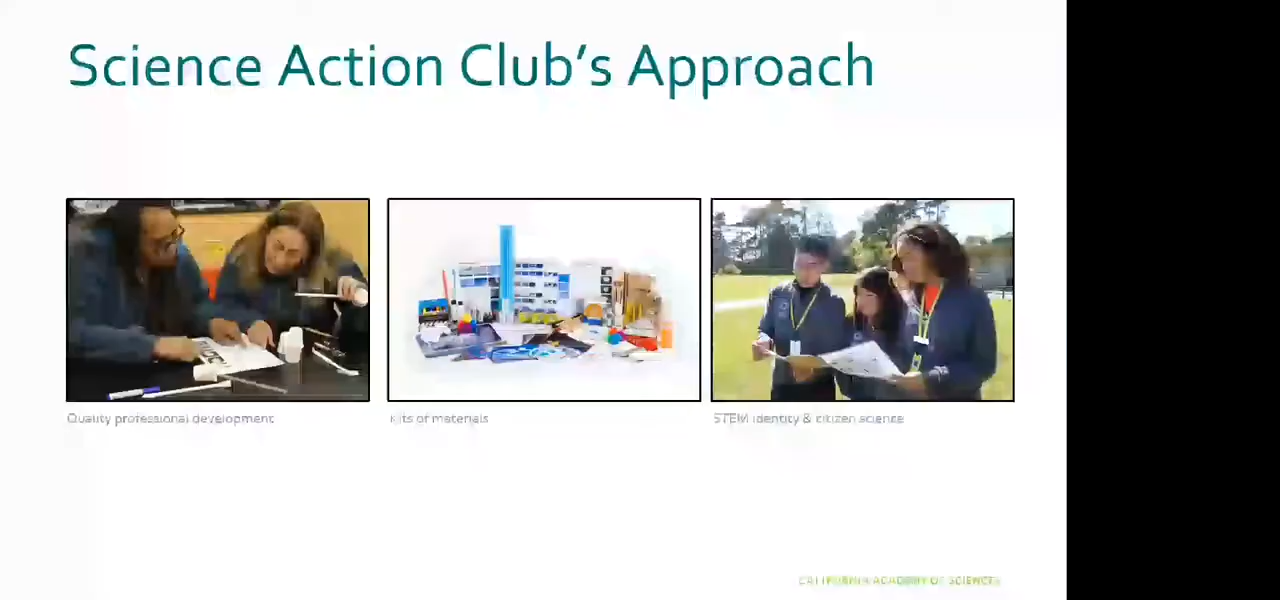 Science Action Club's Approach
Quality professional development
Kits of materials
STEM identity & citizen science
CALIFORNIA ACADEMY OF SCIENCES